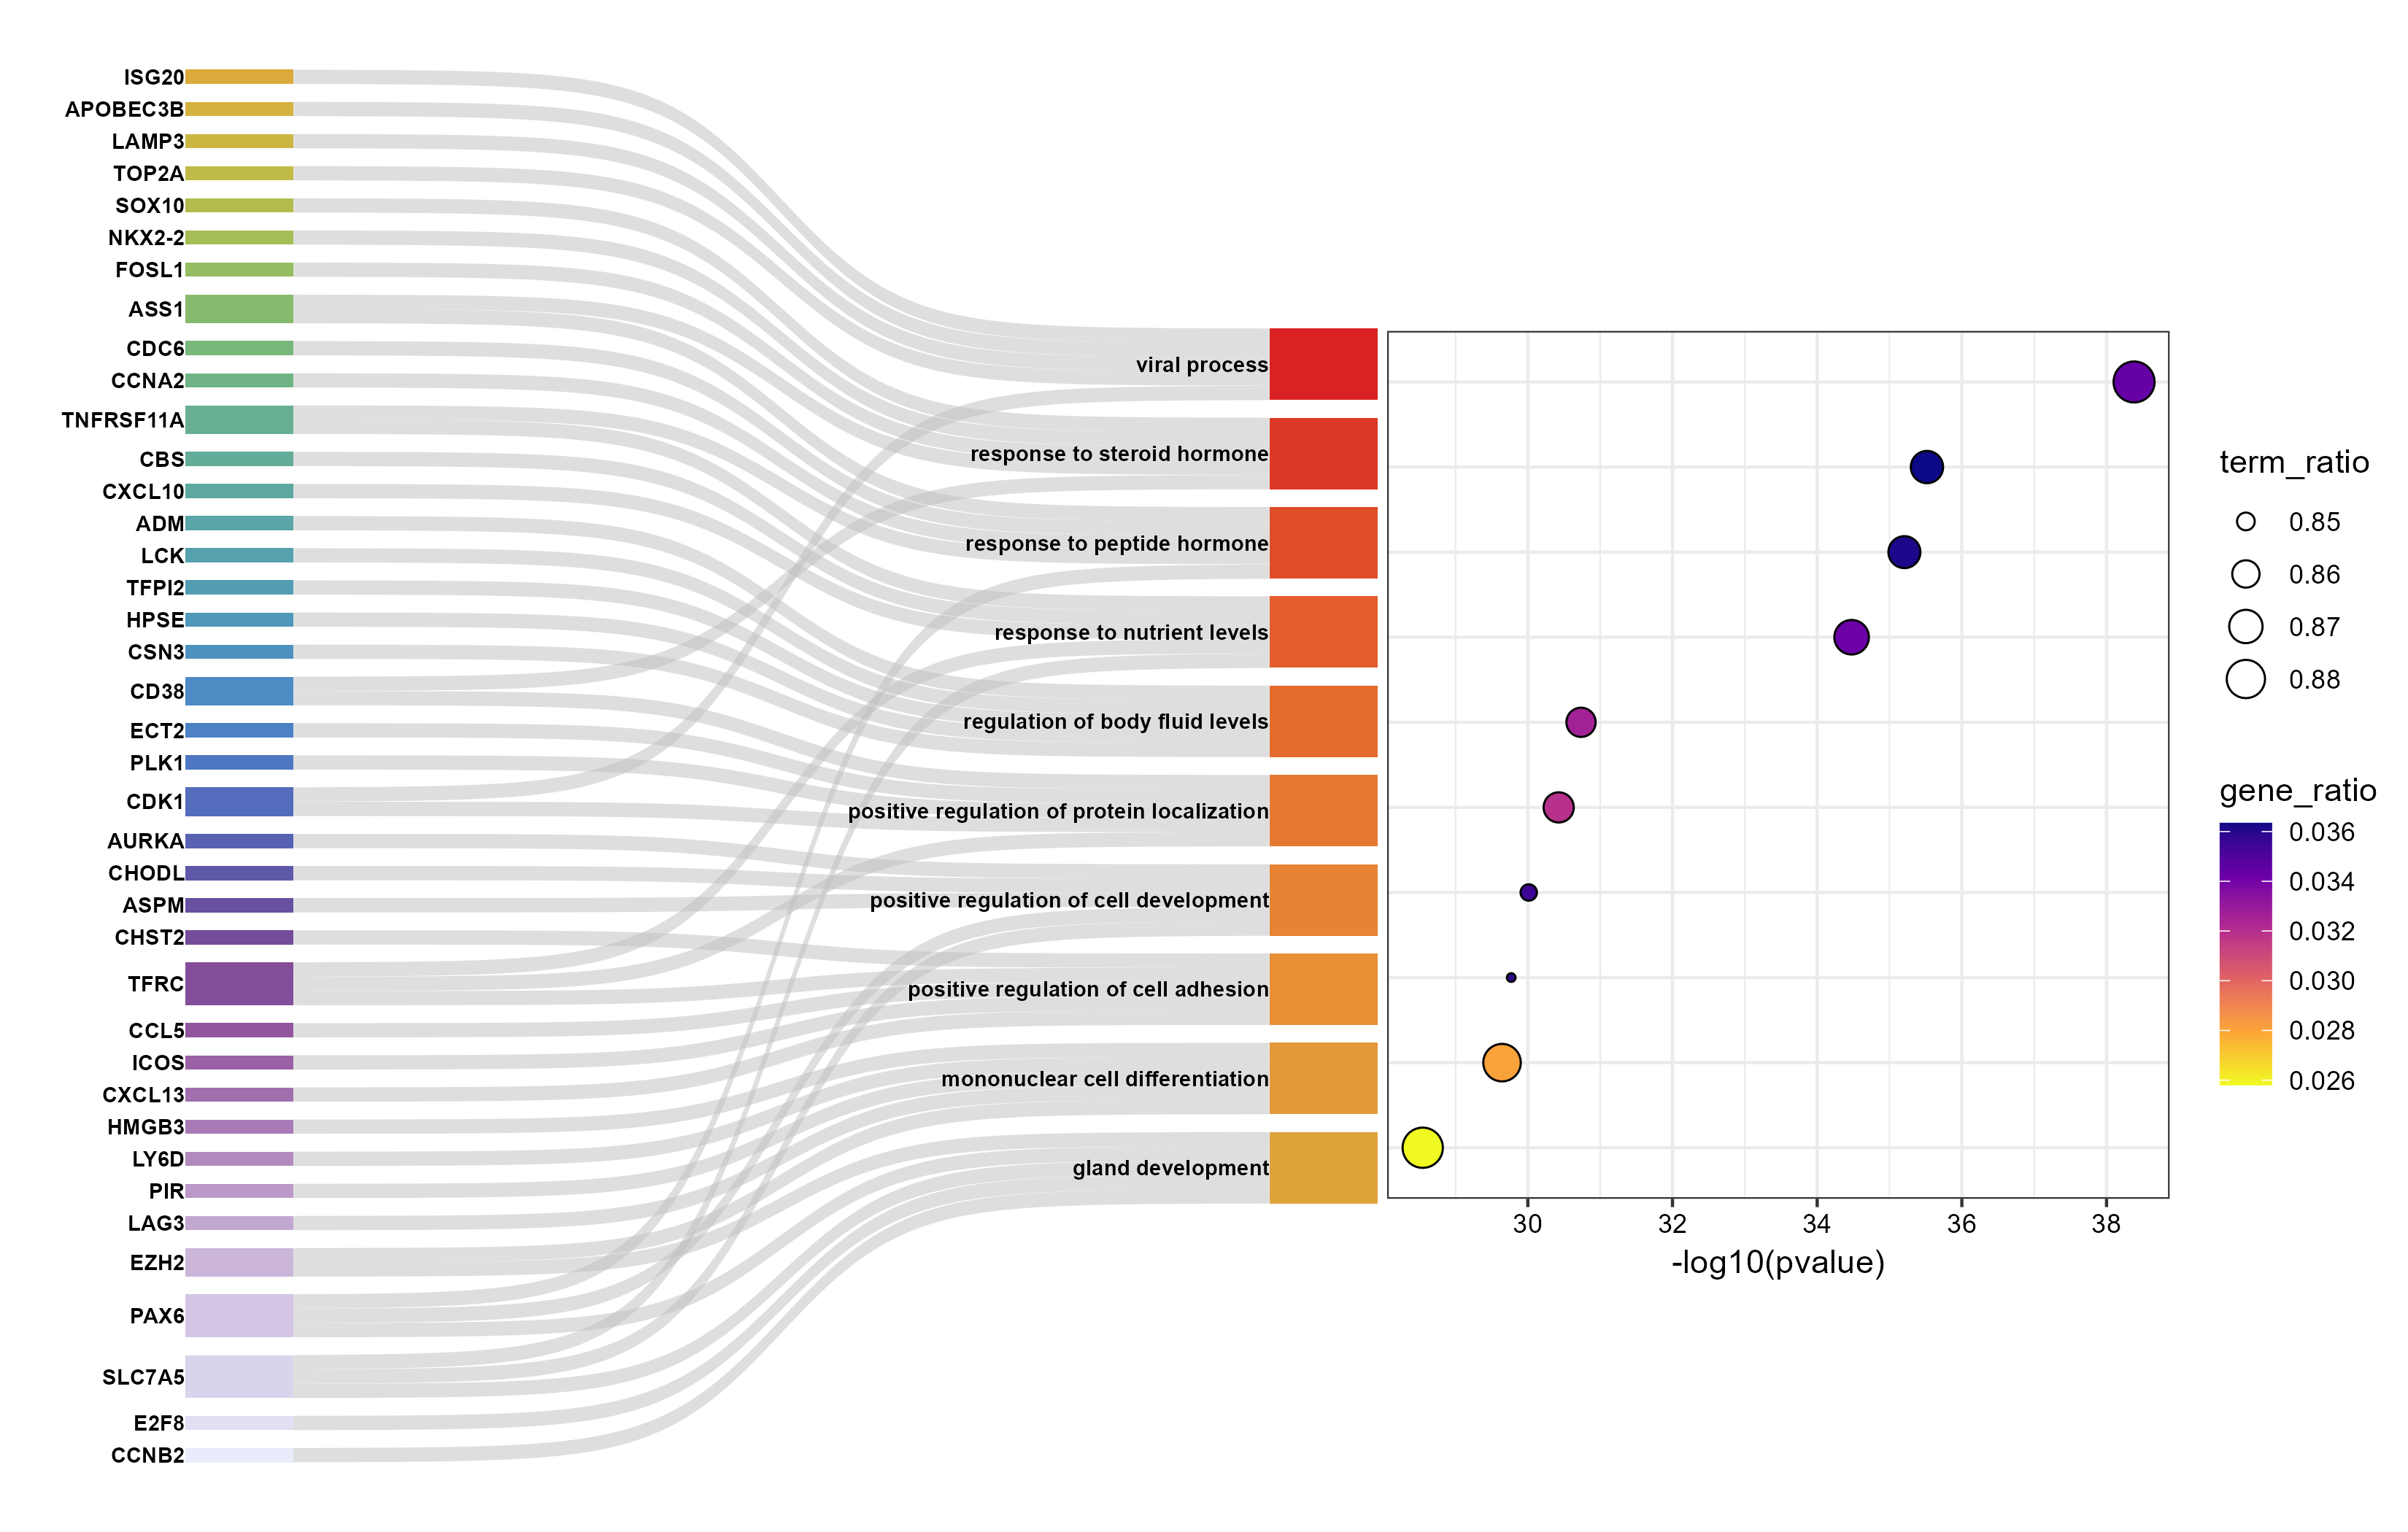 ISG20
APOBEC3B
LAMP3
TOP2A
SOX10
NKX2-2
FOSL1
ASS1
CDC6
CCNA2
TNFRSF11A
CBS
CXCL10
ADM
LCK
TFPI2
HPSE
CSN3
CD38
ECT2
PLK1
CDK1
AURKA
CHODL
ASPM
CHST2
TFRC
CCL5
ICOS
CXCL13
HMGB3
LY6D
PIR
LAG3
EZH2
PAX6
SLC7A5
E2F8
CCNB2
viral process
response to steroid hormone
response to peptide hormone
response to nutrient levels
regulation of body fluid levels
positive regulation of protein localization
positive regulation of cell development
positive regulation of cell adhesion
mononuclear cell differentiation
gland development
30 32 34 36 38
-log10(pvalue)
term_ratio
0.85
0.86
0.87
0.88
gene_ratio
0.036
0.034
0.032
0.030
0.028
0.026